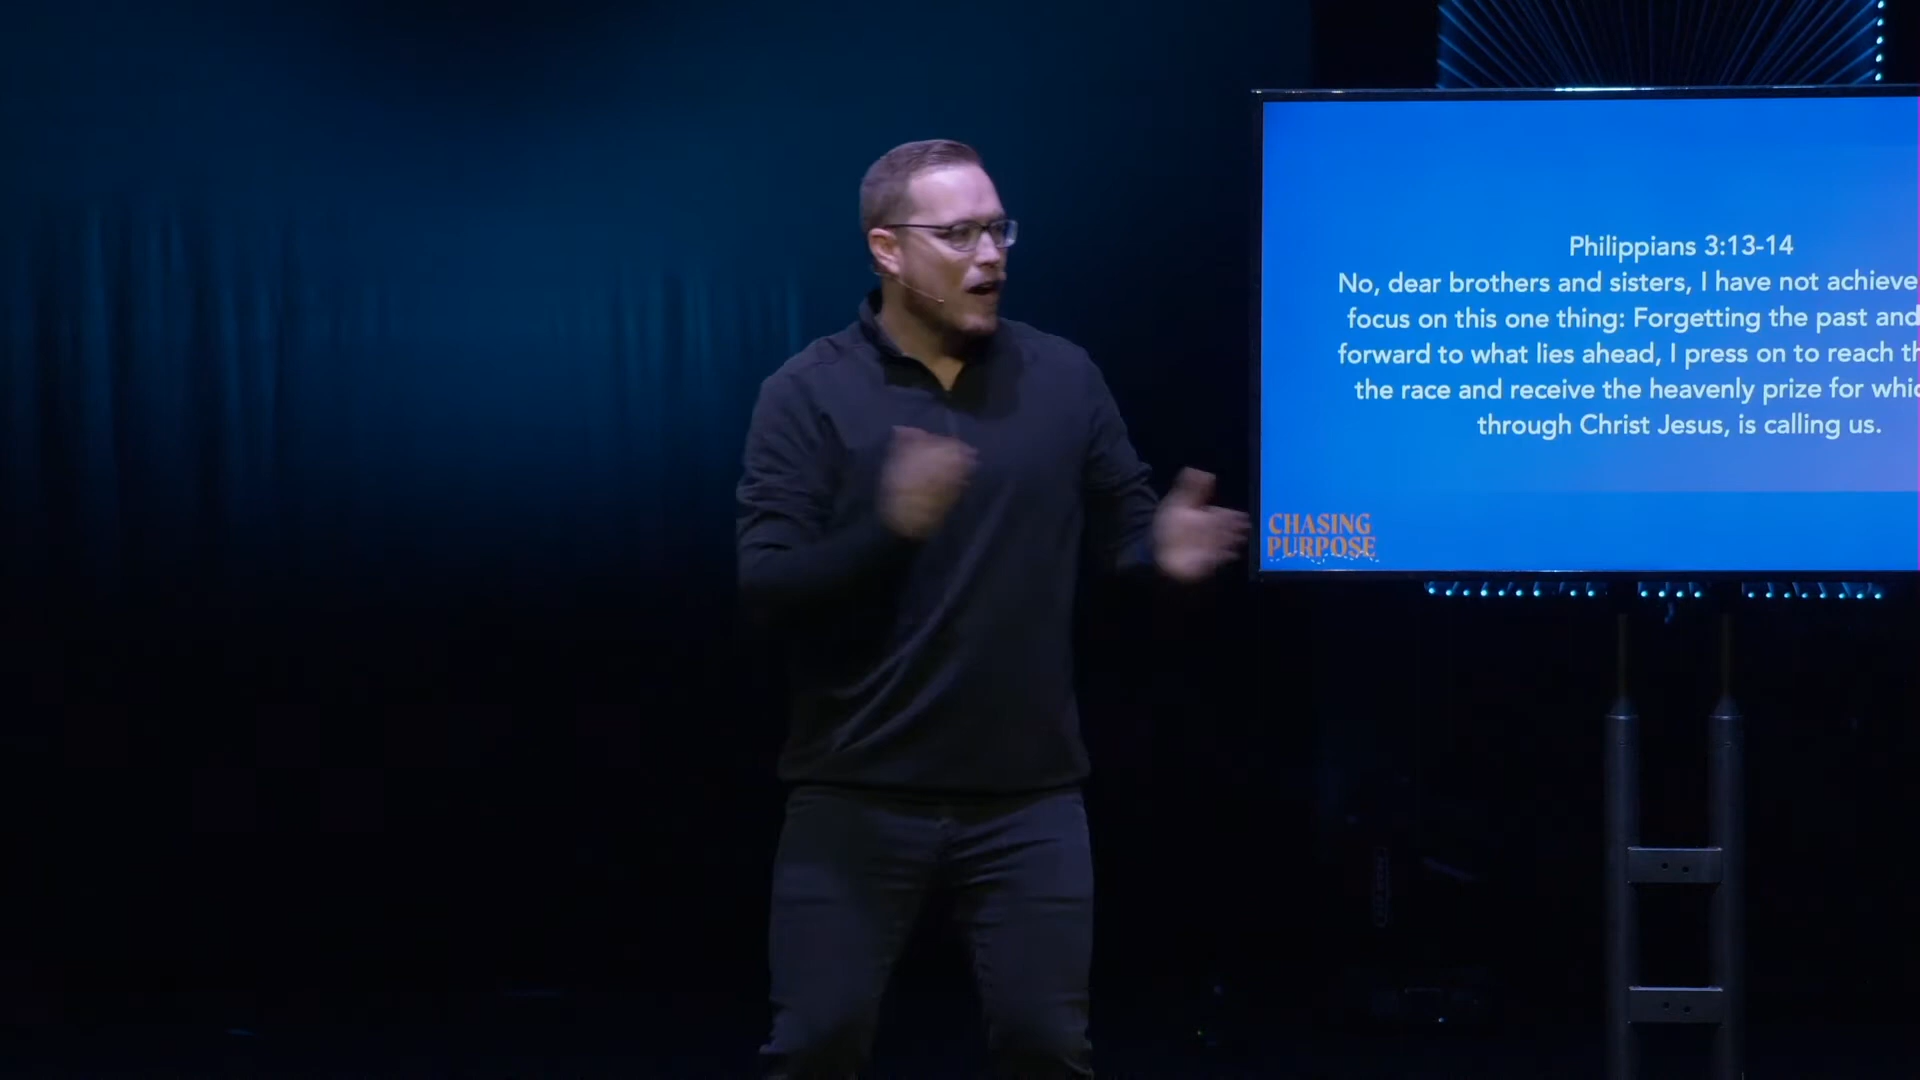 Philippians 3:13-14
No, dear brothers and sisters, I have not achieve
focus on this one thing: Forgetting the past and
forward to what lies ahead, I press on to reach th
the race and receive the heavenly prize for whic
through Christ Jesus, is calling us.
CHASING
PURPOSE